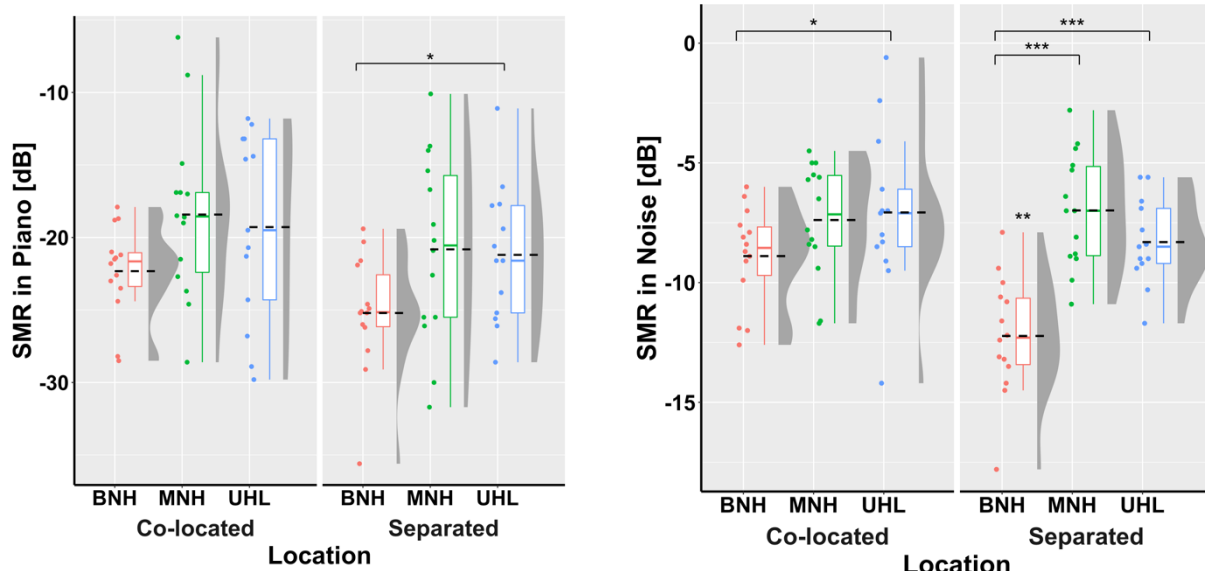 SMR in Piano [dB]
-10
-20
-30
*
BNH MNH UHL
BNH MNH UHL
Co-located
Separated
Location
SMR in Noise [dB]
0
-5
-10
-15
*
***
***
**
BNH MNH UHL
BNH MNH UHL
Co-located
Separated
Location